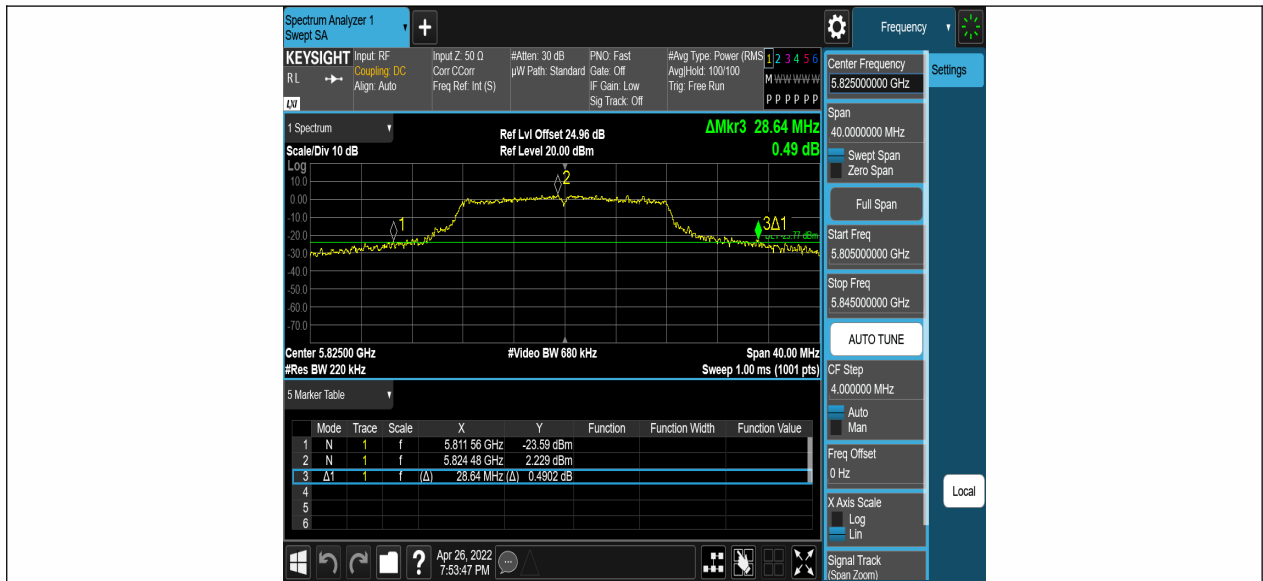 Spectrum Analyzer 1
Swept SA
+
Frequency
KEYSIGHT
RL
LXI
Input: RF
Coupling: DC
Align: Auto
Input Z: 50 Ω
Corr CCorr
Freq Ref: Int (S)
#Atten: 30 dB
µW Path: Standard
PNO: Fast
Gate: Off
IF Gain: Low
Sig Track: Off
#Avg Type: Power (RMS
Avg|Hold: 100/100
Trig: Free Run
1 2 3 4 5 6
M W W W W W
P P P P P P
1 Spectrum
Scale/Div 10 dB
Ref Lvl Offset 24.96 dB
Ref Level 20.00 dBm
ΔMkr3 28.64 MHz
0.49 dB
Log
10.0
0.00
-10.0
-20.0
-30.0
-40.0
-50.0
-60.0
-70.0
1
2
3Δ1
DL1 -23.77 dBm
Center 5.82500 GHz
#Video BW 680 kHz
Span 40.00 MHz
#Res BW 220 kHz
Sweep 1.00 ms (1001 pts)
5 Marker Table
Mode Trace Scale X Y Function Function Width Function Value
1 N 1 f 5.811 56 GHz -23.59 dBm
2 N 1 f 5.824 48 GHz 2.229 dBm
3 Δ1 1 f (Δ) 28.64 MHz (Δ) 0.4902 dB
4
5
6
?
Apr 26, 2022
7:53:47 PM
Center Frequency
5.825000000 GHz
Span
40.0000000 MHz
Swept Span
Zero Span
Full Span
Start Freq
5.805000000 GHz
Stop Freq
5.845000000 GHz
AUTO TUNE
CF Step
4.000000 MHz
Auto
Man
Freq Offset
0 Hz
X Axis Scale
Log
Lin
Signal Track
(Span Zoom)
Settings
Local